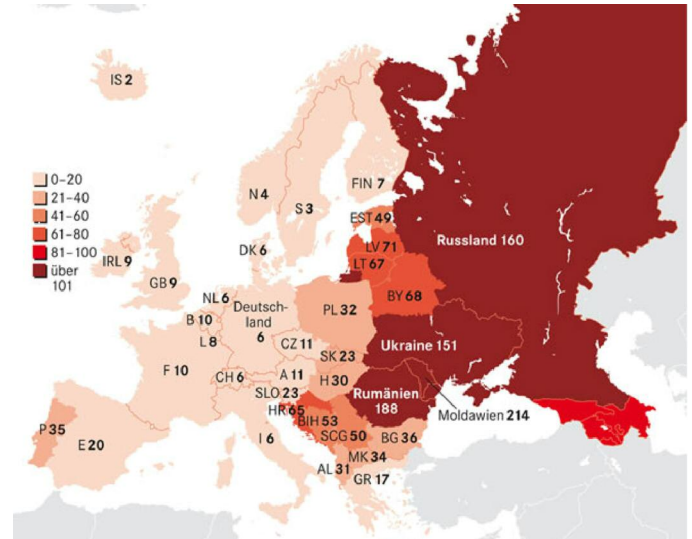 IS 2
0–20
21–40
41–60
61–80
81–100
über
101
N 4
S 3
FIN 7
EST 49
LV 71
LT 67
BY 68
Russland 160
DK 6
IRL 9
GB 9
NL 6
B 10
L 8
Deutsch-
land
6
PL 32
CZ 11
SK 23
Ukraine 151
F 10
CH 6
A 11
H 30
SLO 23
HR 65
BIH 53
SCG 50
Rumänien
188
Moldawien 214
P 35
E 20
I 6
BG 36
MK 34
AL 31
GR 17